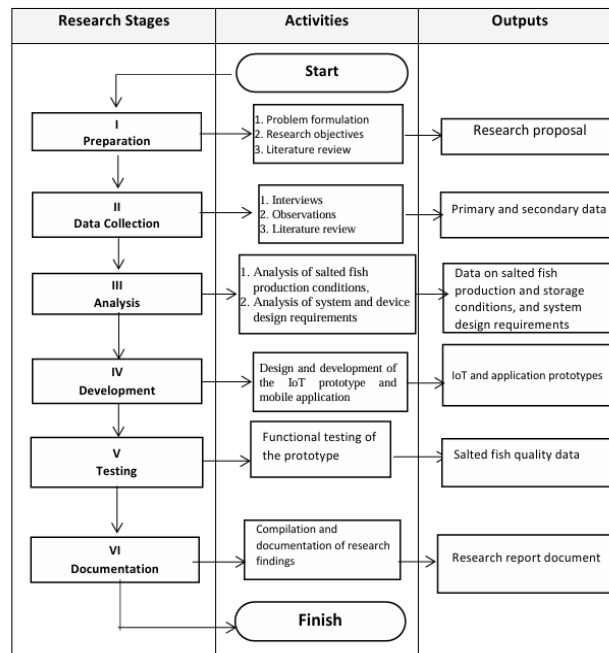 Research Stages
Activities
Outputs
Start
I
Preparation
1. Problem formulation
2. Research objectives
3. Literature review
Research proposal
II
Data Collection
1. Interviews
2. Observations
3. Literature review
Primary and secondary data
III
Analysis
1. Analysis of salted fish
production conditions,
2. Analysis of system and device
design requirements
Data on salted fish
production and storage
conditions, and system
design requirements
IV
Development
Design and development of
the IoT prototype and
mobile application
IoT and application prototypes
V
Testing
Functional testing of
the prototype
Salted fish quality data
VI
Documentation
Compilation and
documentation of research
findings
Research report document
Finish